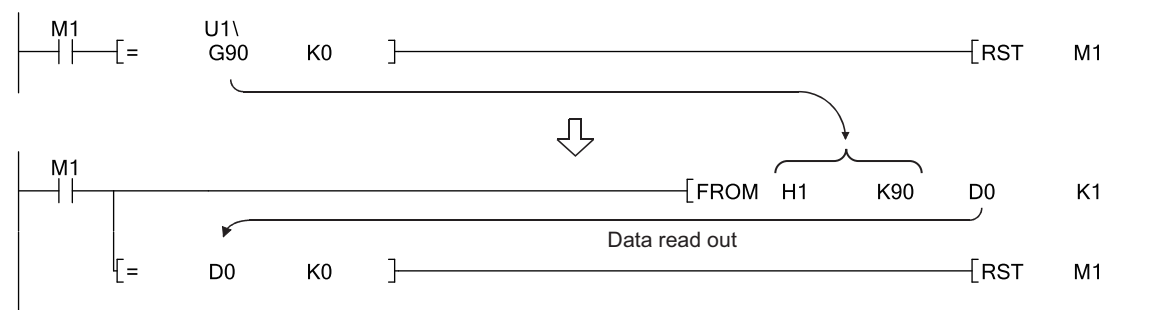 M1
U1\
[= G90 K0 ] [RST M1
M1
[FROM H1 K90 D0 K1
Data read out
[= D0 K0 ] [RST M1